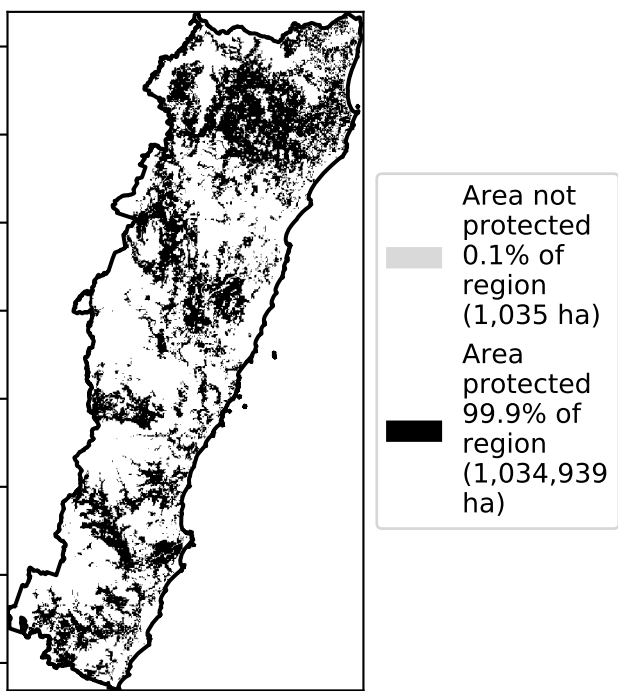 Area not
protected
0.1% of
region
(1,035 ha)
Area
protected
99.9% of
region
(1,034,939
ha)